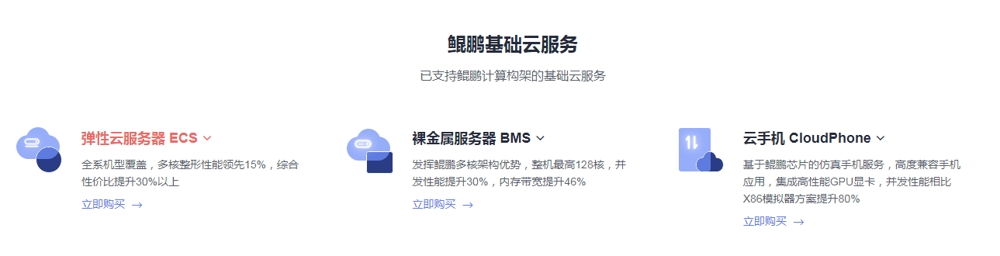 鲲鹏基础云服务
已支持鲲鹏计算构架的基础云服务
弹性云服务器 ECS
全系机型覆盖，多核整形性能领先15%，综合
性价比提升30%以上
立即购买
裸金属服务器 BMS
发挥鲲鹏多核架构优势，整机最高128核，并
发性能提升30%，内存带宽提升46%
立即购买
云手机 CloudPhone
基于鲲鹏芯片的仿真手机服务，高度兼容手机
应用，集成高性能GPU显卡，并发性能相比
X86模拟器方案提升80%
立即购买